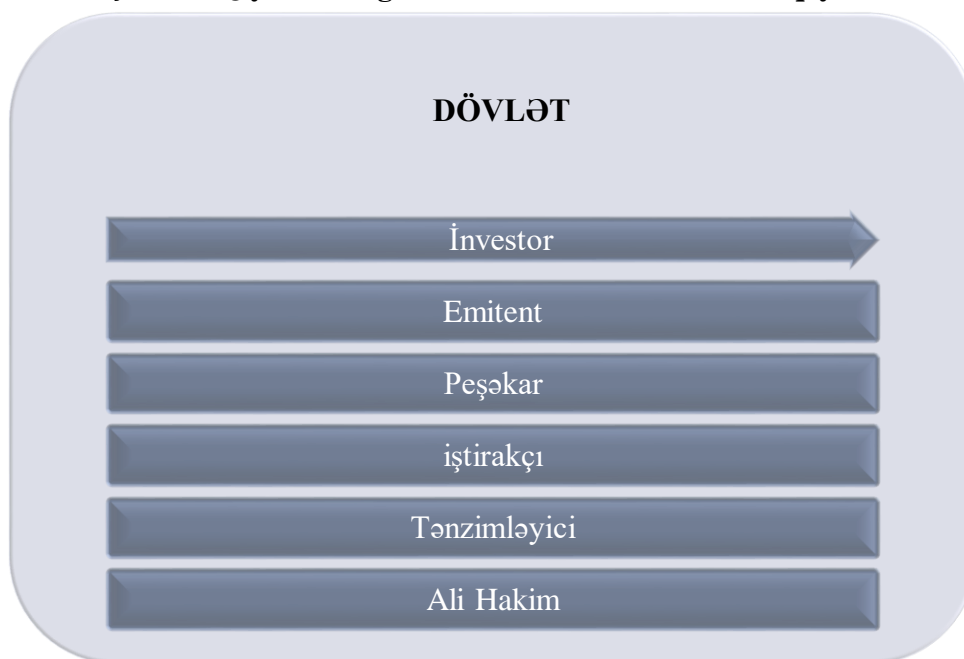 DÖVLƏT
İnvestor
Emitent
Peşəkar
iştirakçı
Tənzimləyici
Ali Hakim